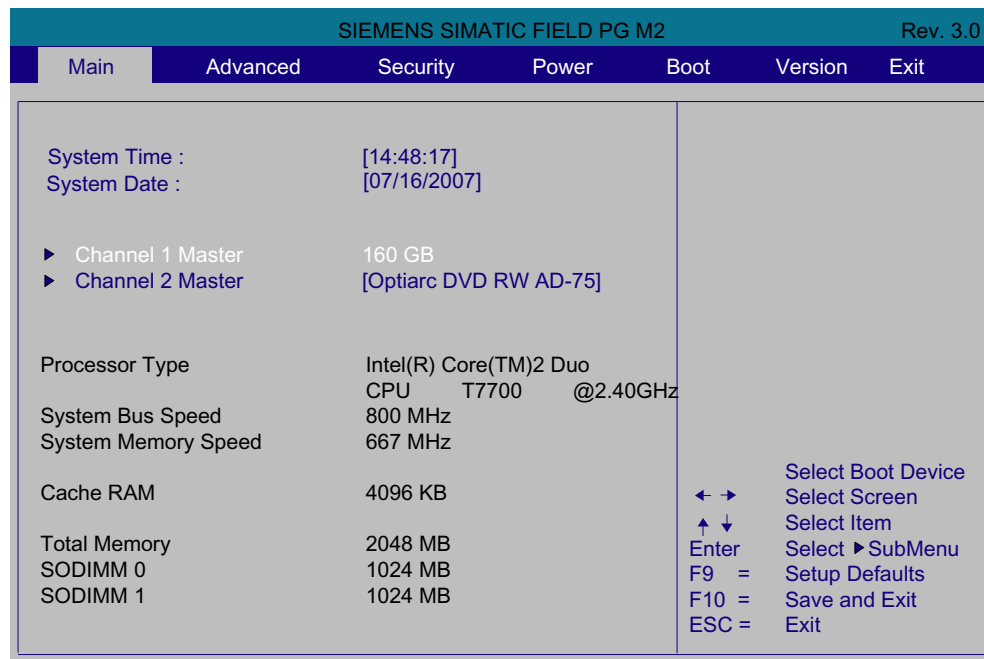 SIEMENS SIMATIC FIELD PG M2 Rev. 3.0
Main Advanced Security Power Boot Version Exit
System Time : [14:48:17]
System Date : [07/16/2007]
Channel 1 Master 160 GB
Channel 2 Master [Optiarc DVD RW AD-75]
Processor Type Intel(R) Core(TM)2 Duo
CPU T7700 @2.40GHz
System Bus Speed 800 MHz
System Memory Speed 667 MHz
Cache RAM 4096 KB
Total Memory 2048 MB
SODIMM 0 1024 MB
SODIMM 1 1024 MB
Select Boot Device
← → Select Screen
↑ ↓ Select Item
Enter Select ▶ SubMenu
F9 = Setup Defaults
F10 = Save and Exit
ESC = Exit